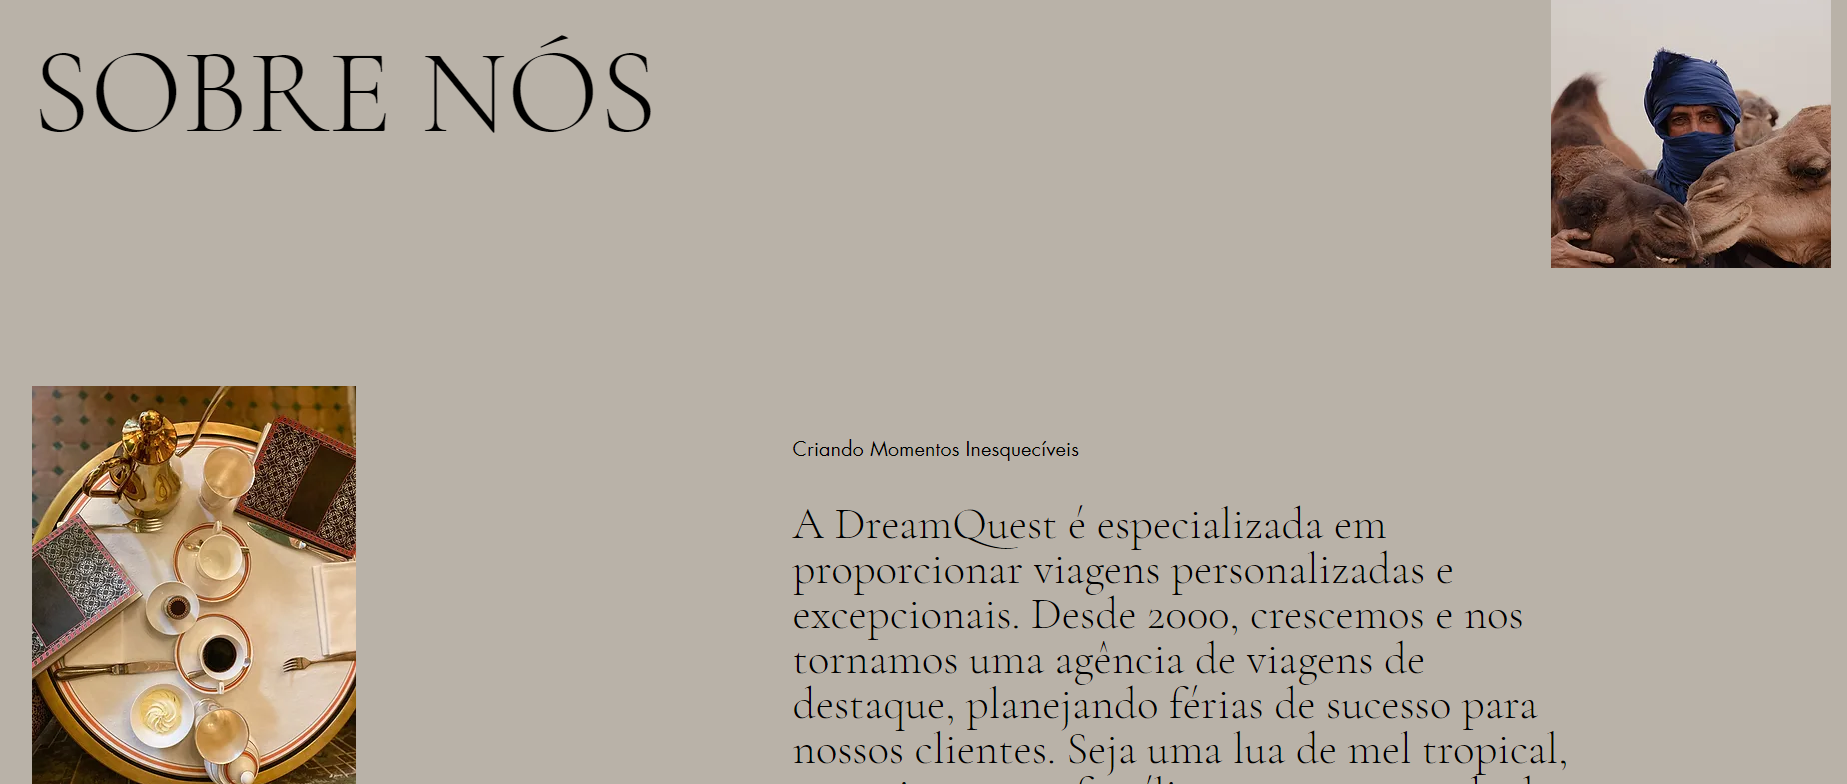 SOBRE NÓS
Criando Momentos Inesquecíveis
A DreamQuest é especializada em
proporcionar viagens personalizadas e
excepcionais. Desde 2000, crescemos e nos
tornamos uma agência de viagens de
destaque, planejando férias de sucesso para
nossos clientes. Seja uma lua de mel tropical,